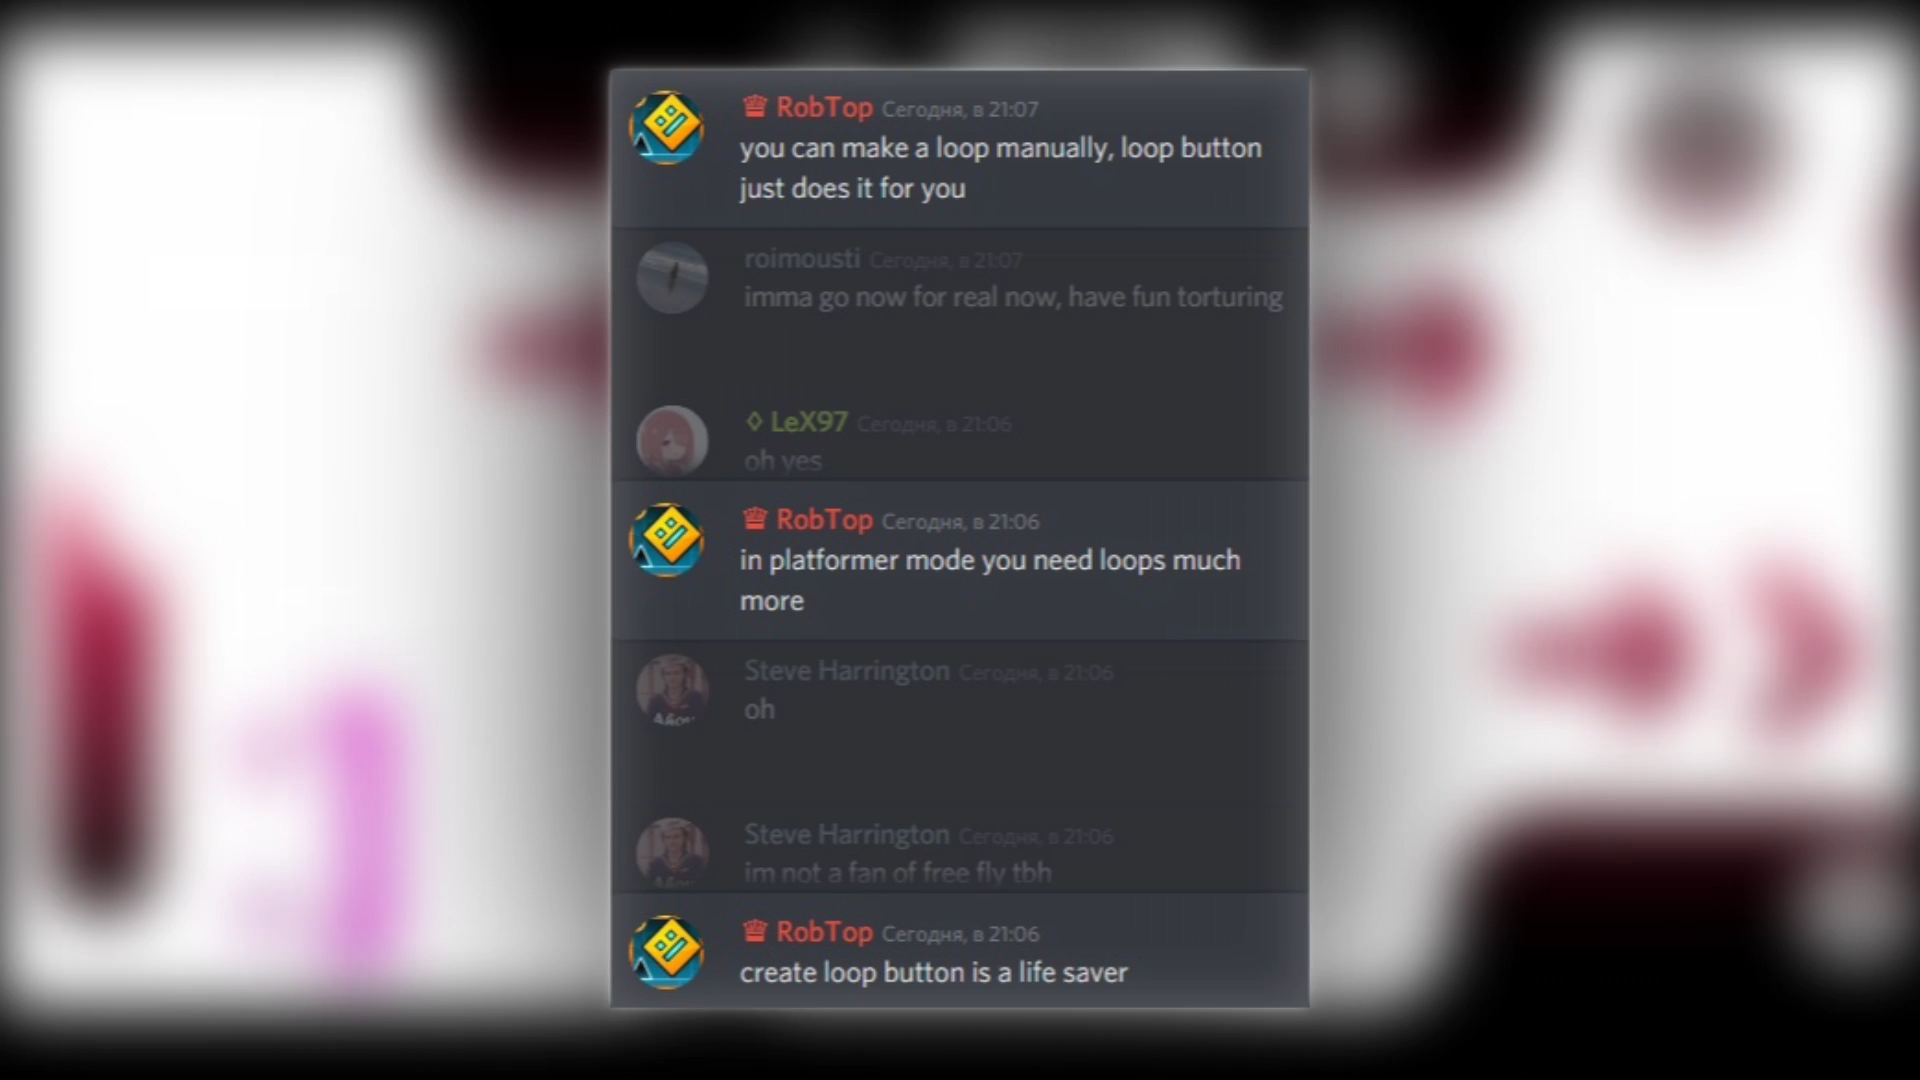 RobTop Сегодня, в 21:07
you can make a loop manually, loop button
just does it for you
roimousti Сегодня, в 21:07
imma go now for real now, have fun torturing
◊ LeX97 Сегодня, в 21:06
oh yes
RobTop Сегодня, в 21:06
in platformer mode you need loops much
more
Steve Harrington Сегодня, в 21:06
oh
Steve Harrington Сегодня, в 21:06
im not a fan of free fly tbh
RobTop Сегодня, в 21:06
create loop button is a life saver